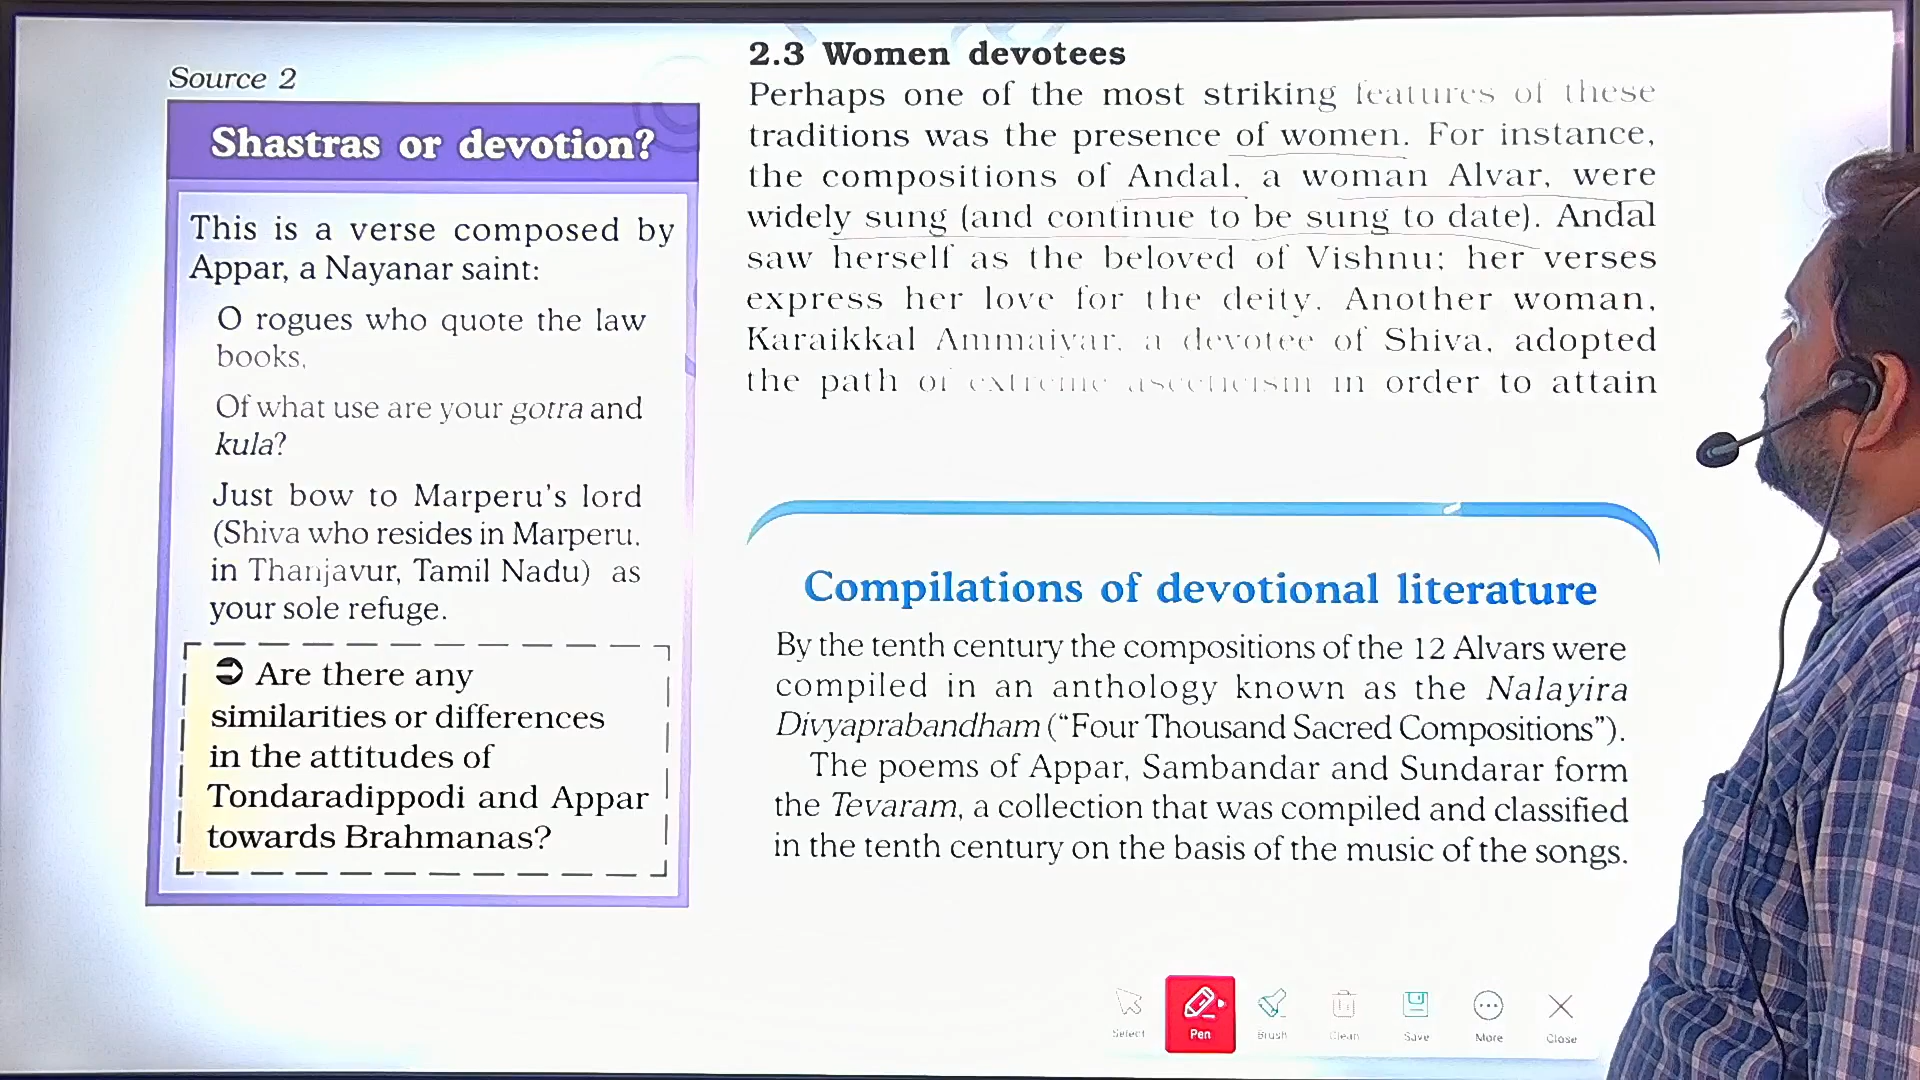 Source 2
Shastras or devotion?
This is a verse composed by
Appar, a Nayanar saint:
O rogues who quote the law
books,
Of what use are your gotra and
kula?
Just bow to Marperu's lord
(Shiva who resides in Marperu,
in Thanjavur, Tamil Nadu) as
your sole refuge.
Are there any
similarities or differences
in the attitudes of
Tondaradippodi and Appar
towards Brahmanas?
2.3 Women devotees
Perhaps one of the most striking features of these
traditions was the presence of women. For instance,
the compositions of Andal, a woman Alvar, were
widely sung (and continue to be sung to date). Andal
saw herself as the beloved of Vishnu; her verses
express her love for the deity. Another woman,
Karaikkal Ammaiyar, a devotee of Shiva, adopted
the path of extreme asceticism in order to attain
Compilations of devotional literature
By the tenth century the compositions of the 12 Alvars were
compiled in an anthology known as the Nalayira
Divyaprabandham ("Four Thousand Sacred Compositions").
The poems of Appar, Sambandar and Sundarar form
the Tevaram, a collection that was compiled and classified
in the tenth century on the basis of the music of the songs.
Select Pen Brush Clean Save More Close